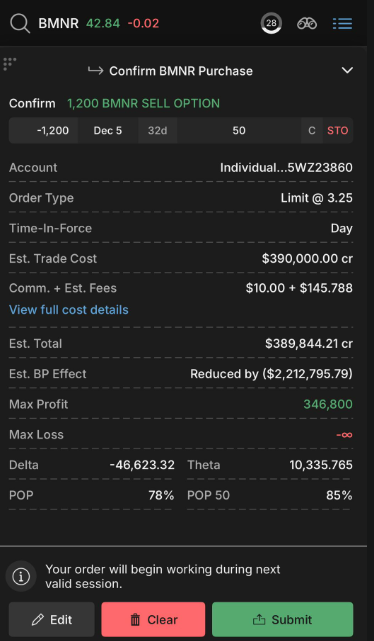 BMNR 42.84 -0.02 28
Confirm BMNR Purchase
Confirm 1,200 BMNR SELL OPTION
-1,200 Dec 5 32d 50 C STO
Account Individual...5WZ23860
Order Type Limit @ 3.25
Time-In-Force Day
Est. Trade Cost $390,000.00 cr
Comm. + Est. Fees $10.00 + $145.788
View full cost details
Est. Total $389,844.21 cr
Est. BP Effect Reduced by ($2,212,795.79)
Max Profit 346,800
Max Loss -∞
Delta -46,623.32 Theta 10,335.765
POP 78% POP 50 85%
Your order will begin working during next
valid session.
Edit Clear Submit